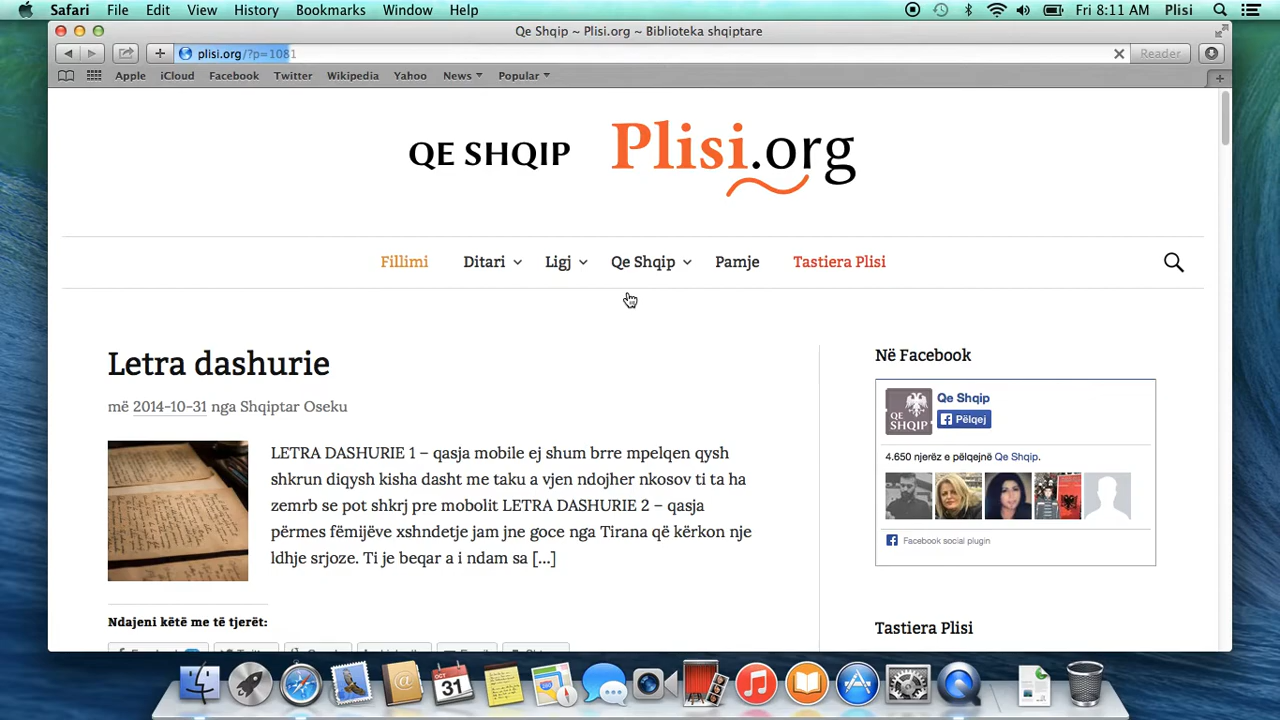 Safari File Edit View History Bookmarks Window Help Fri 8:11 AM Plisi
Qe Shqip ~ Plisi.org ~ Biblioteka shqiptare
plisi.org/?p=1081 Reader
Apple iCloud Facebook Twitter Wikipedia Yahoo News Popular
QE SHQIP Plisi.org
Fillimi Ditari Ligj Qe Shqip Pamje Tastiera Plisi
Letra dashurie
më 2014-10-31 nga Shqiptar Oseku
LETRA DASHURIE 1 – qasja mobile ej shum brre mpelqen qysh
shkrun diqysh kisha dasht me taku a vjen ndojher nkosov ti ta ha
zemrb se pot shkrj pre mobolit LETRA DASHURIE 2 – qasja
përmes fëmijëve xshndetje jam jne goce nga Tirana që kërkon nje
ldhje srjoze. Ti je beqar a i ndam sa [...]
Ndajeni këtë me të tjerët:
Në Facebook
QE
SHQIP
Qe Shqip
Pëlqej
4.650 njerëz e pëlqejnë Qe Shqip.
Facebook social plugin
Tastiera Plisi
OCT
31